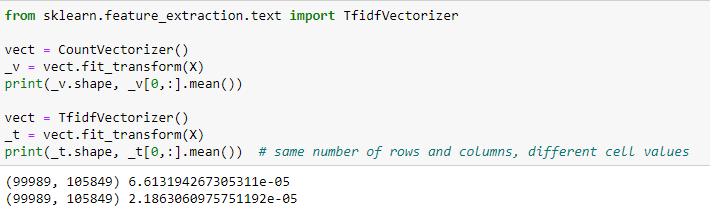 from sklearn.feature_extraction.text import TfidfVectorizer
vect = CountVectorizer()
_v = vect.fit_transform(X)
print(_v.shape, _v[0,:].mean())
vect = TfidfVectorizer()
_t = vect.fit_transform(X)
print(_t.shape, _t[0,:].mean())  # same number of rows and columns, different cell values
(99989, 105849) 6.613194267305311e-05
(99989, 105849) 2.1863060975751192e-05